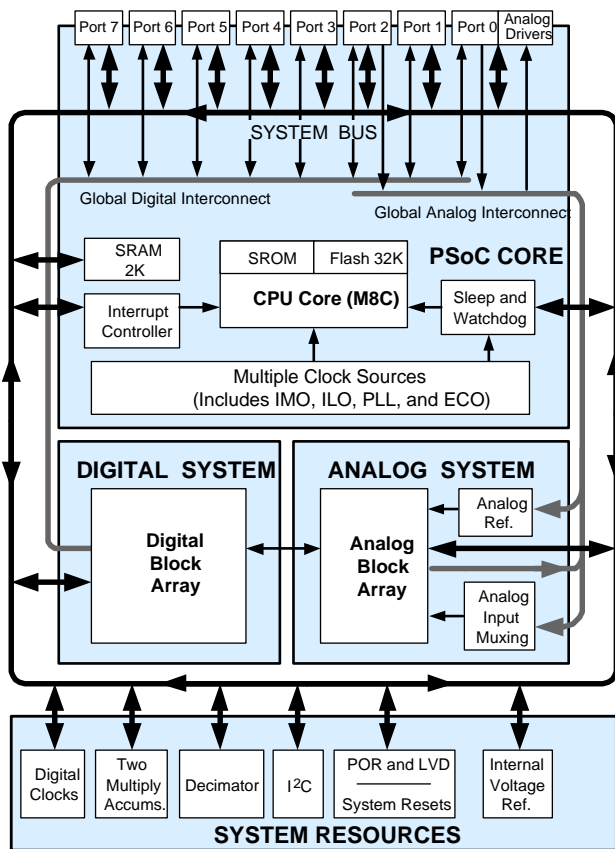 Port 7 Port 6 Port 5 Port 4 Port 3 Port 2 Port 1 Port 0 Analog
Drivers
SYSTEM BUS
Global Digital Interconnect
Global Analog Interconnect
PSoC CORE
SRAM
2K
SROM Flash 32K
CPU Core (M8C)
Interrupt
Controller
Sleep and
Watchdog
Multiple Clock Sources
(Includes IMO, ILO, PLL, and ECO)
DIGITAL SYSTEM
Digital
Block
Array
ANALOG SYSTEM
Analog
Block
Array
Analog
Ref.
Analog
Input
Muxing
Digital
Clocks
Two
Multiply
Accums.
Decimator
I²C
POR and LVD
System Resets
Internal
Voltage
Ref.
SYSTEM RESOURCES